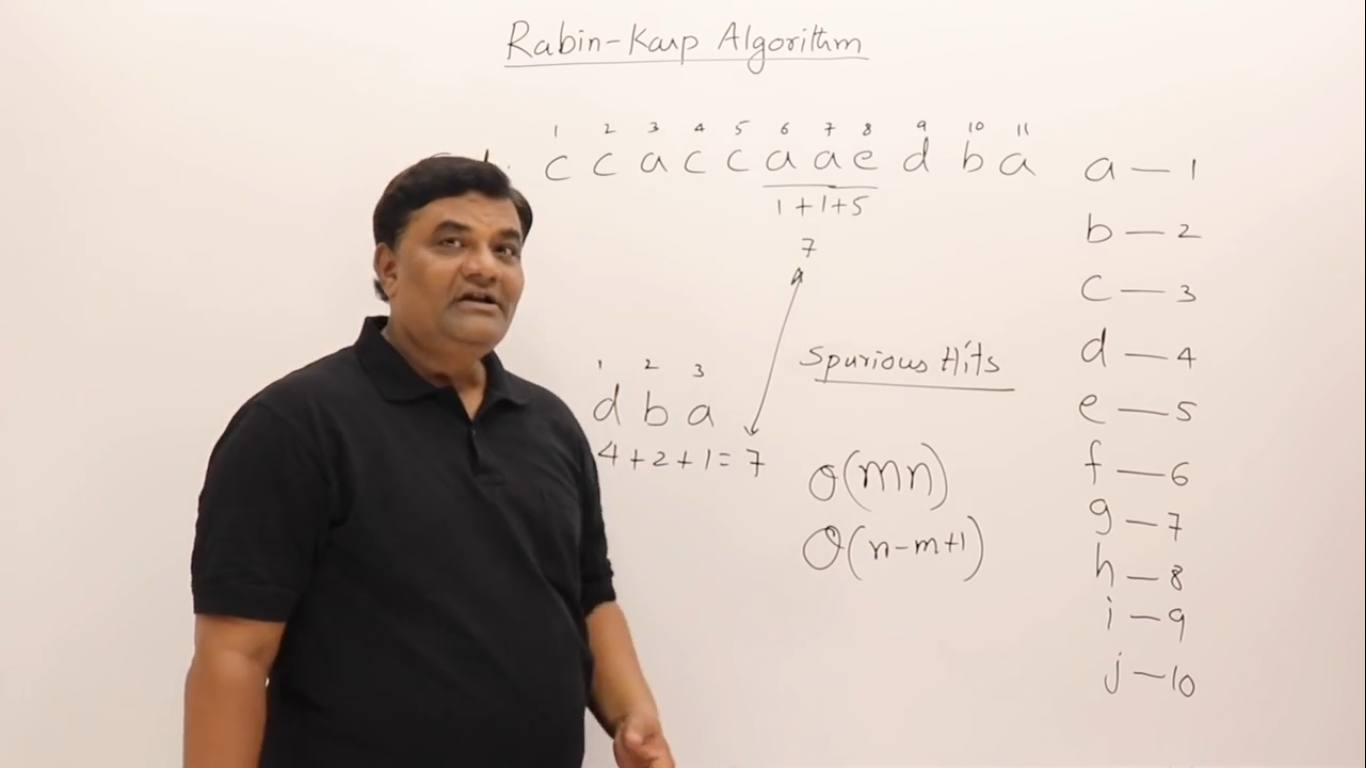 Rabin-Karp Algorithm
1 2 3 4 5 6 7 8 9 10 11
c c a c c a a e d b a
1+1+5
7
1 2 3
d b a
4+2+1=7
Spurious Hits
O(mn)
O(n-m+1)
a — 1
b — 2
c — 3
d — 4
e — 5
f — 6
g — 7
h — 8
i — 9
j — 10